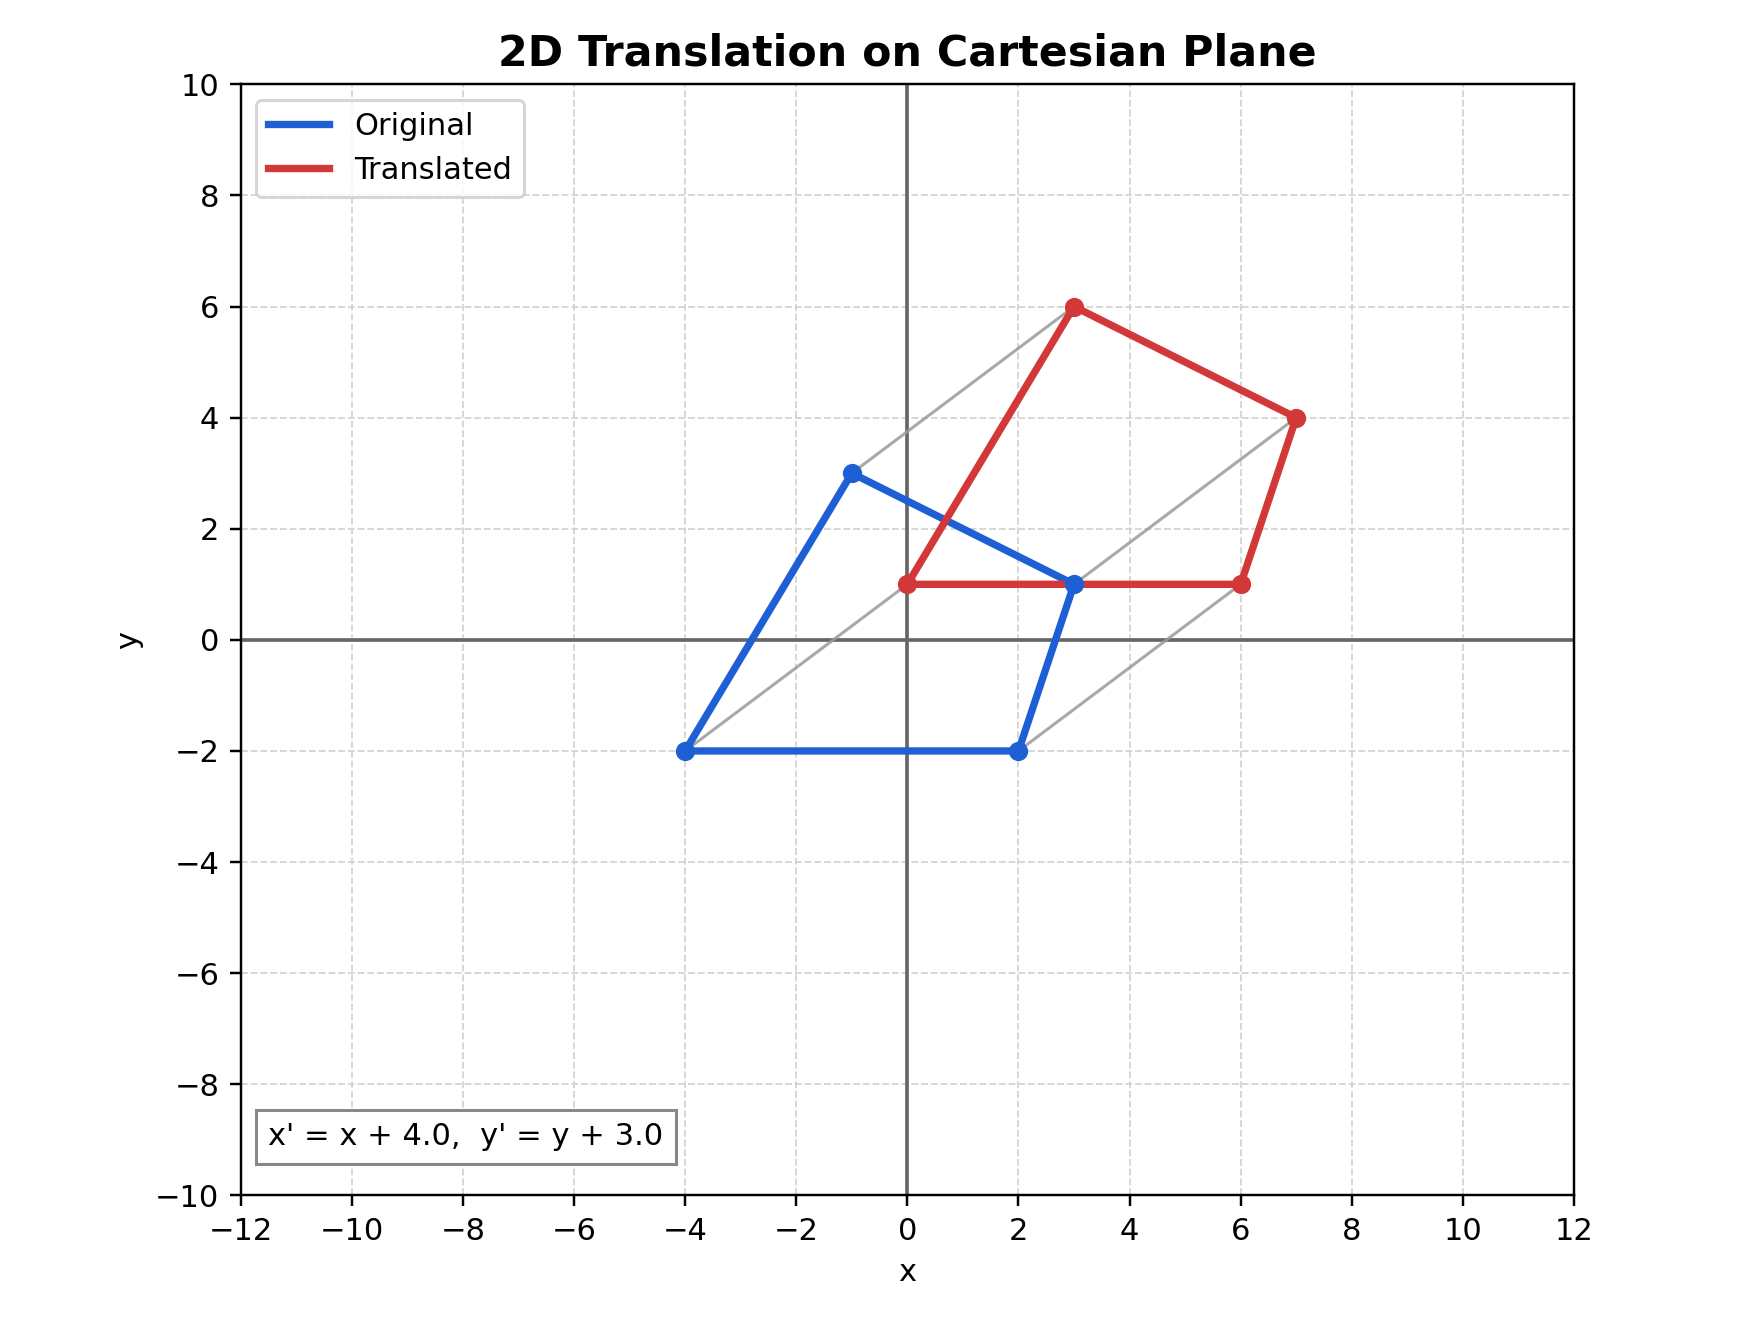 2D Translation on Cartesian Plane
Original
Translated
10
8
6
4
2
0
−2
−4
−6
−8
−10
y
x' = x + 4.0,  y' = y + 3.0
−12 −10 −8 −6 −4 −2 0 2 4 6 8 10 12
x